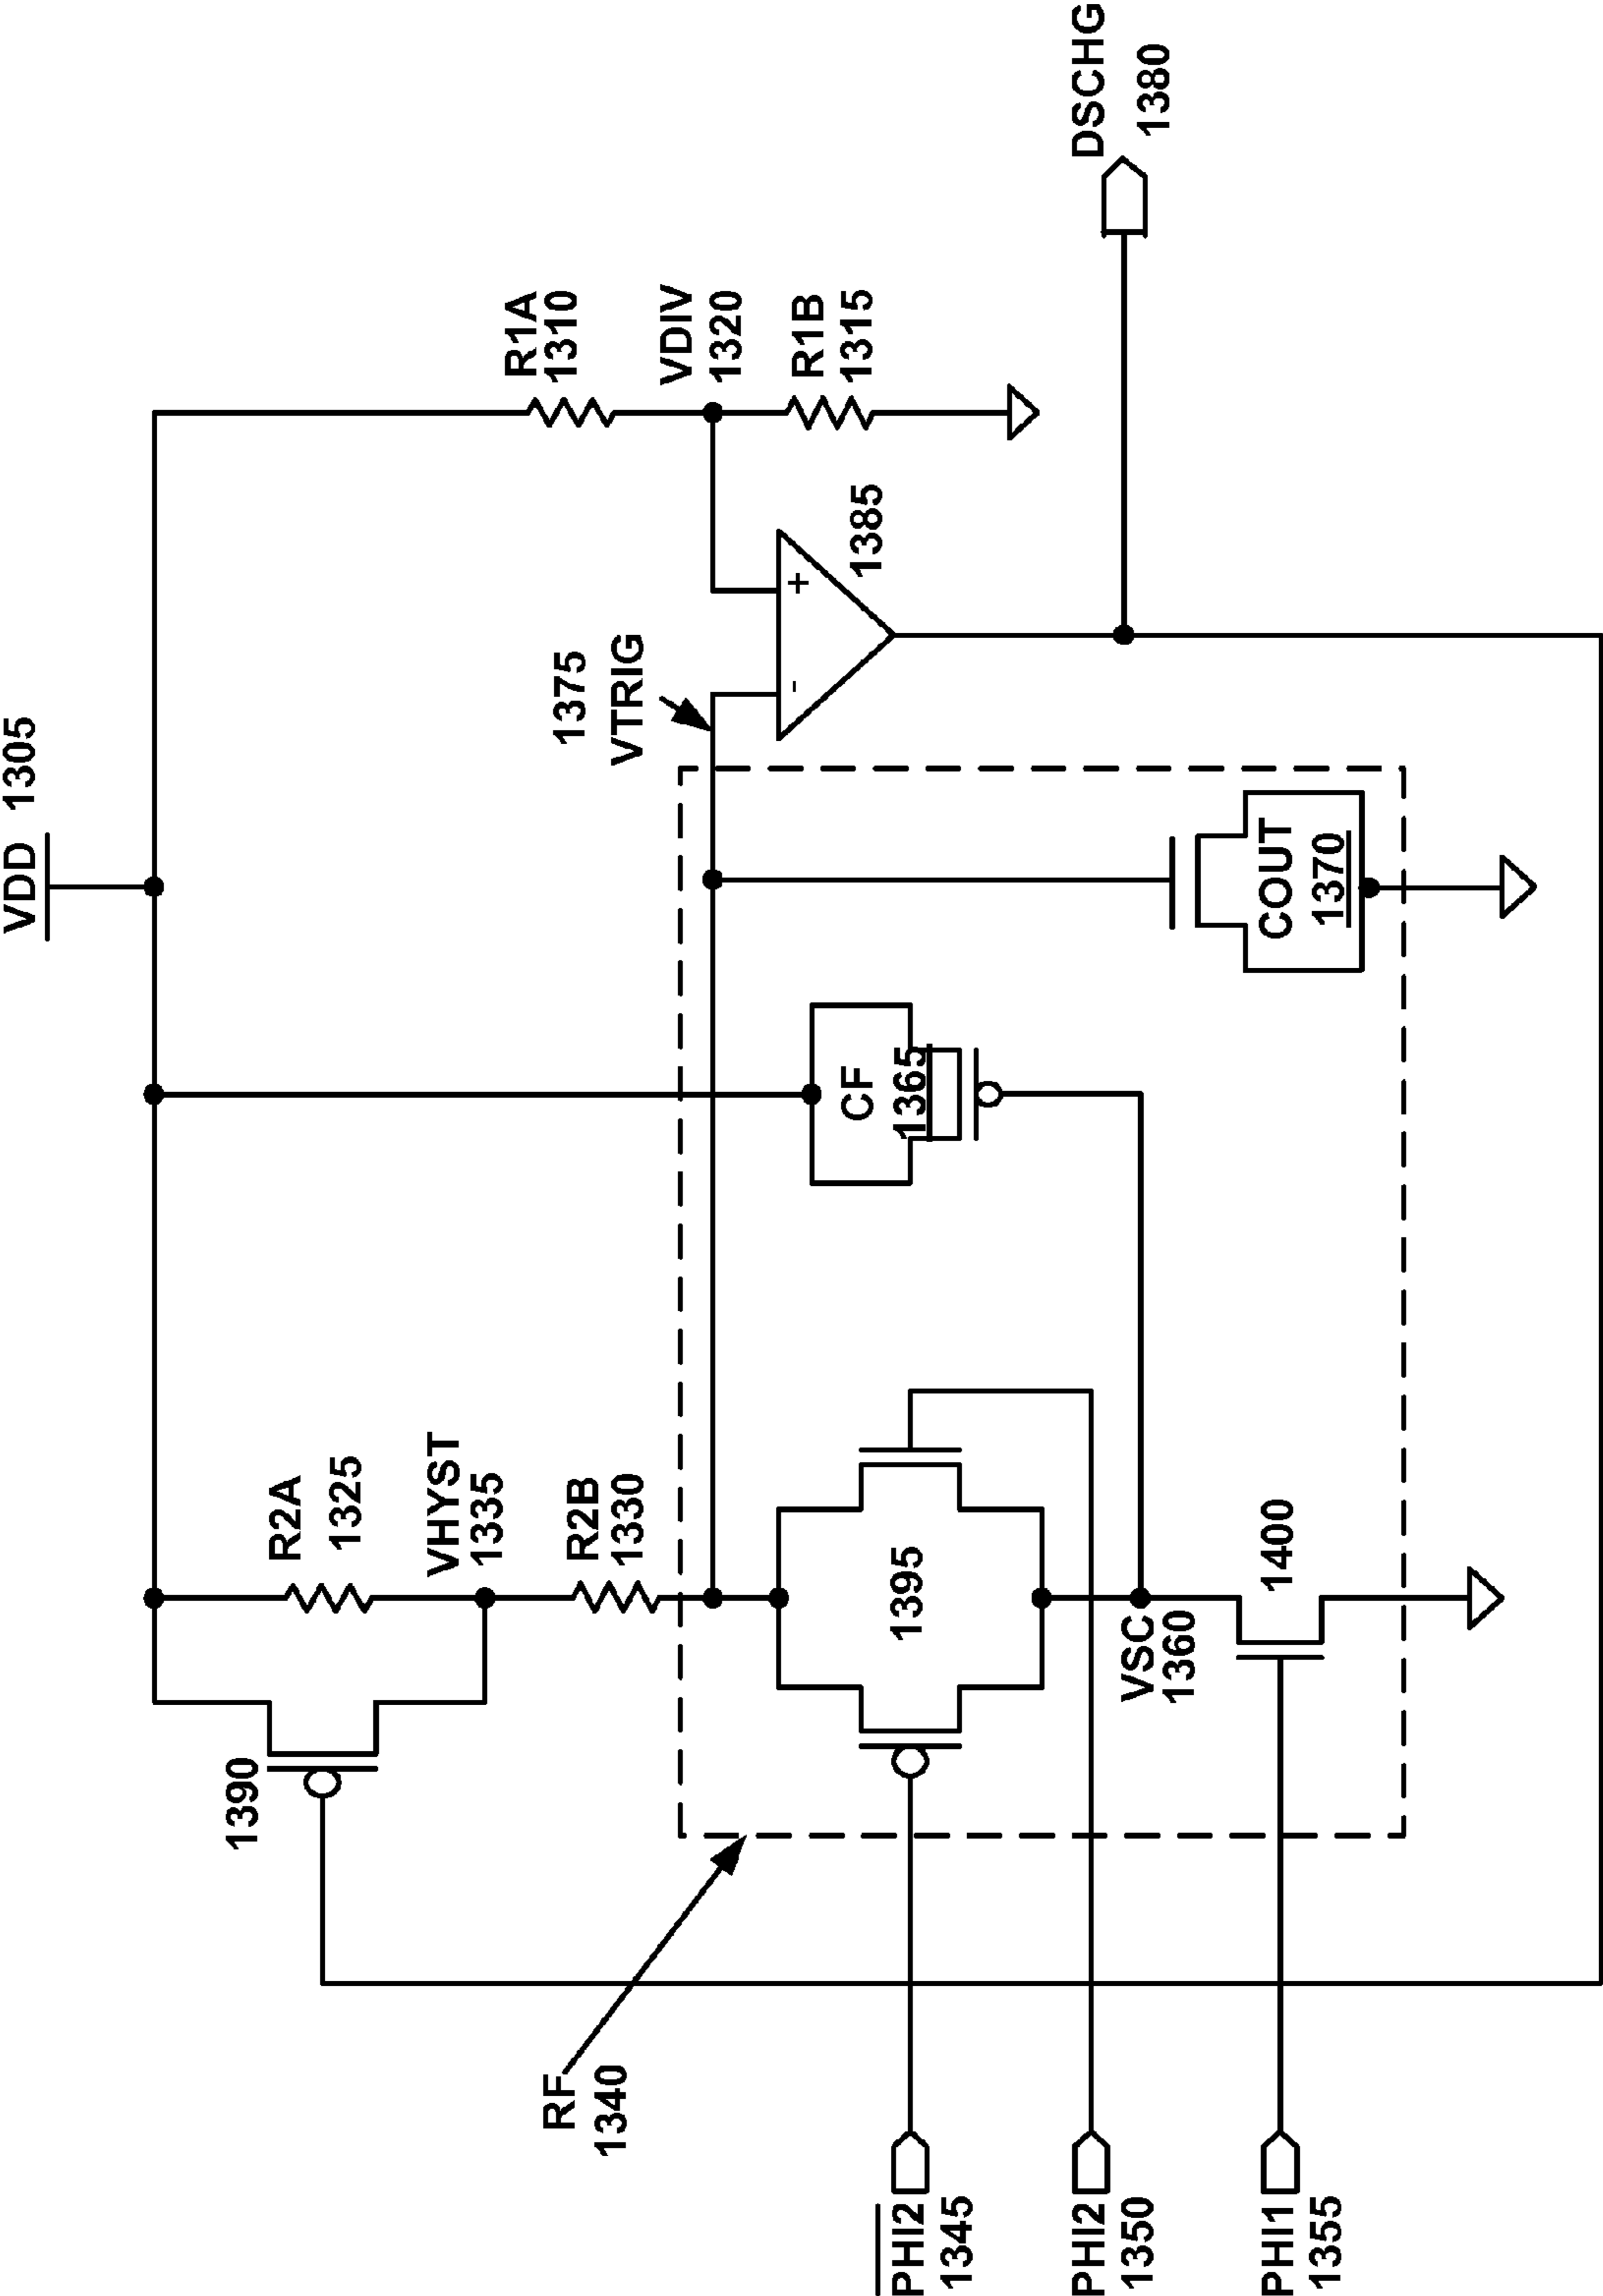 VDD 1305
R1A
1310
VDIV
1320
R1B
1315
DSCHG
1380
1375
VTRIG
+
-
1385
R2A
1325
VHYST
1335
R2B
1330
1390
CF
1365
COUT
1370
1395
VSC
1360
1400
RF
1340
PHI2
1345
PHI2
1350
PHI1
1355